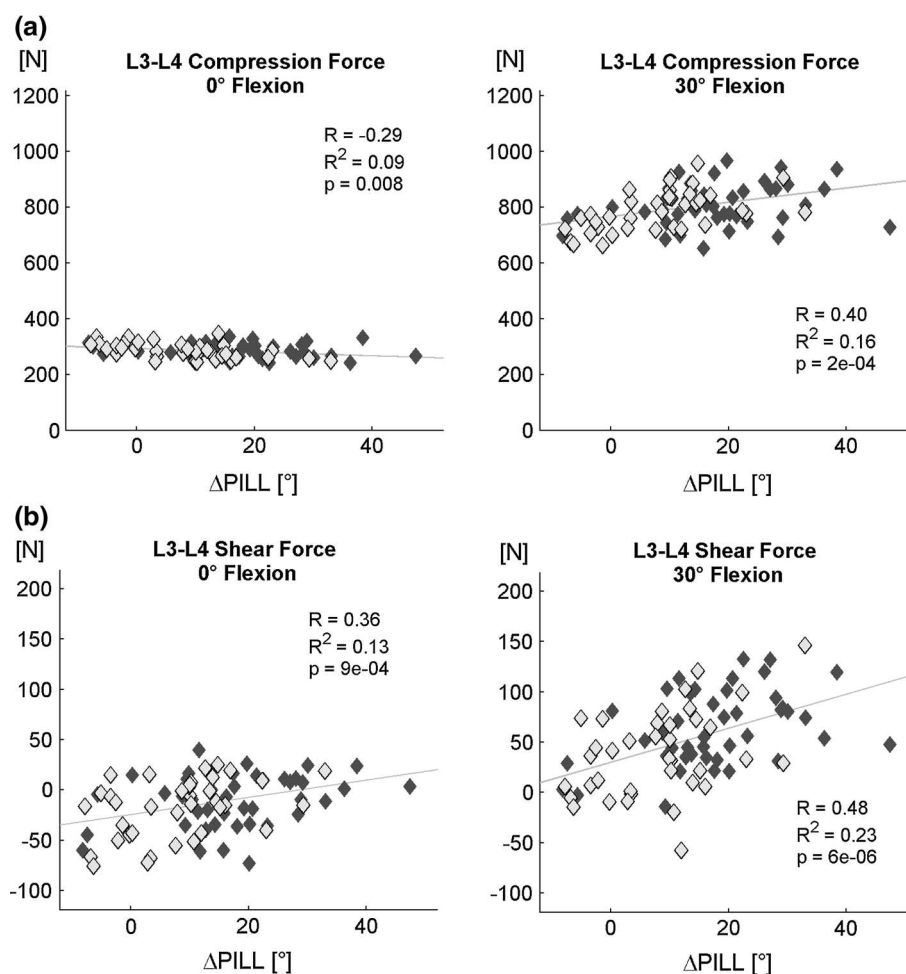 (a)
[N]
L3-L4 Compression Force
0° Flexion
1200
1000
800
600
400
200
0
R = -0.29
R² = 0.09
p = 0.008
0
20
40
ΔPILL [°]
[N]
L3-L4 Compression Force
30° Flexion
1200
1000
800
600
400
200
0
R = 0.40
R² = 0.16
p = 2e-04
0
20
40
ΔPILL [°]
(b)
[N]
L3-L4 Shear Force
0° Flexion
200
150
100
50
0
-50
-100
R = 0.36
R² = 0.13
p = 9e-04
0
20
40
ΔPILL [°]
[N]
L3-L4 Shear Force
30° Flexion
200
150
100
50
0
-50
-100
R = 0.48
R² = 0.23
p = 6e-06
0
20
40
ΔPILL [°]